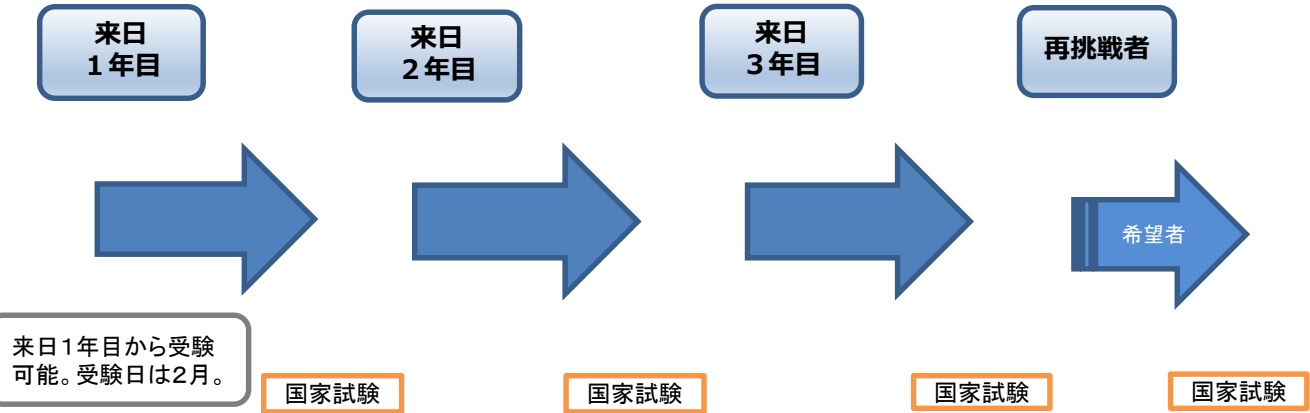 来日
１年目
来日
２年目
来日
３年目
再挑戦者
希望者
来日１年目から受験
可能。受験日は２月。
国家試験
国家試験
国家試験
国家試験